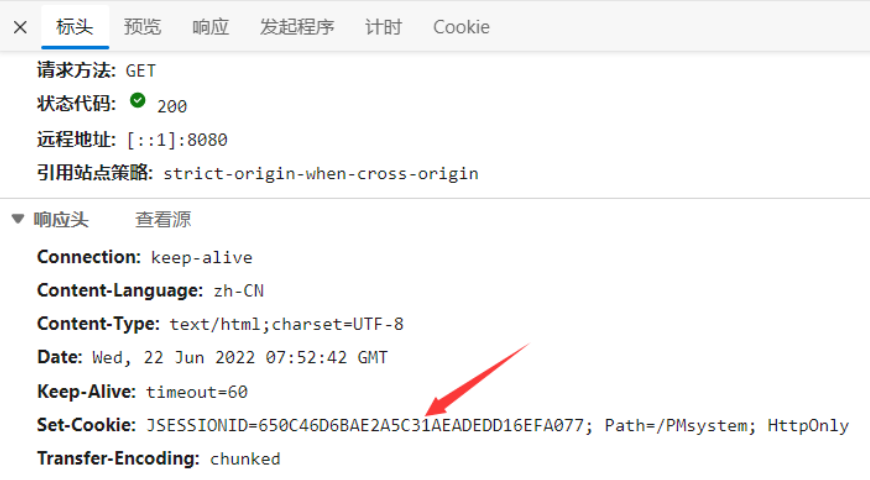 标头 预览 响应 发起程序 计时 Cookie
请求方法: GET
状态代码: 200
远程地址: [::1]:8080
引用站点策略: strict-origin-when-cross-origin
响应头 查看源
Connection: keep-alive
Content-Language: zh-CN
Content-Type: text/html;charset=UTF-8
Date: Wed, 22 Jun 2022 07:52:42 GMT
Keep-Alive: timeout=60
Set-Cookie: JSESSIONID=650C46D6BAE2A5C31AEADEDD16EFA077; Path=/PMsystem; HttpOnly
Transfer-Encoding: chunked